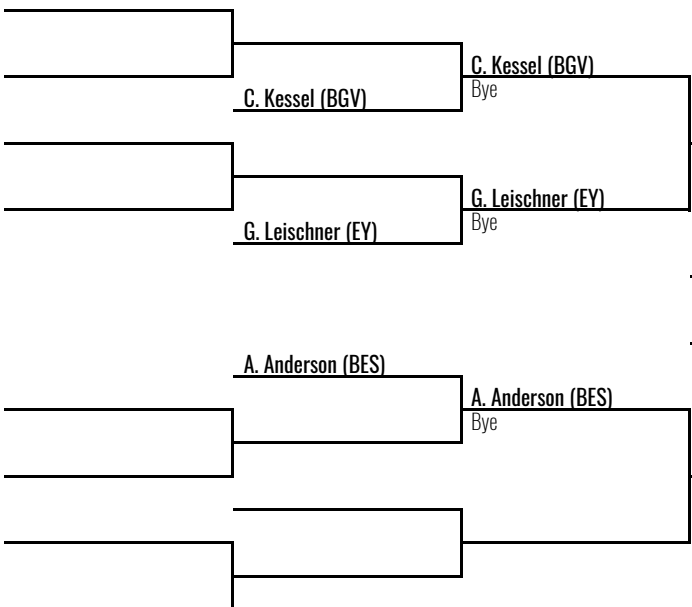 C. Kessel (BGV)
Bye
C. Kessel (BGV)
G. Leischner (EY)
Bye
G. Leischner (EY)
A. Anderson (BES)
A. Anderson (BES)
Bye